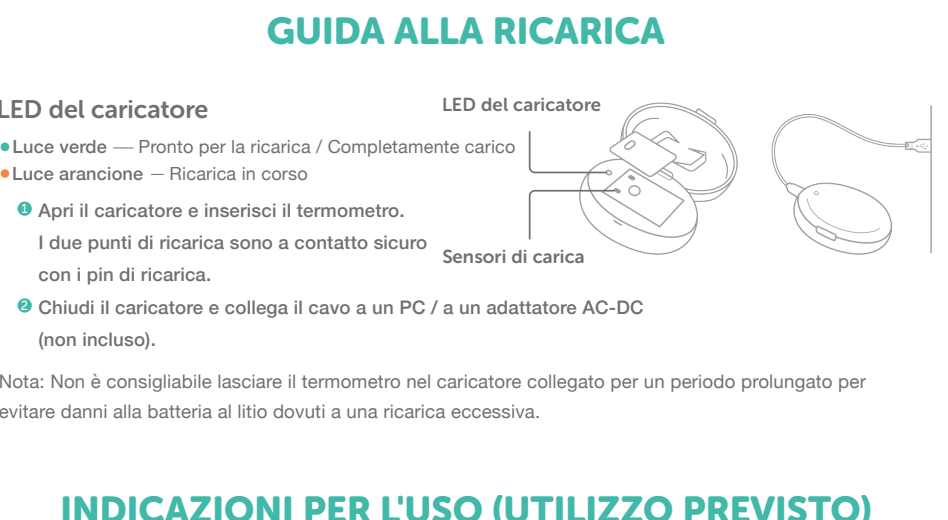 GUIDA ALLA RICARICA
LED del caricatore
LED del caricatore
•Luce verde — Pronto per la ricarica / Completamente carico
•Luce arancione — Ricarica in corso
1 Apri il caricatore e inserisci il termometro.
I due punti di ricarica sono a contatto sicuro
con i pin di ricarica.
Sensori di carica
2 Chiudi il caricatore e collega il cavo a un PC / a un adattatore AC-DC
(non incluso).
Nota: Non è consigliabile lasciare il termometro nel caricatore collegato per un periodo prolungato per
evitare danni alla batteria al litio dovuti a una ricarica eccessiva.
INDICAZIONI PER L'USO (UTILIZZO PREVISTO)